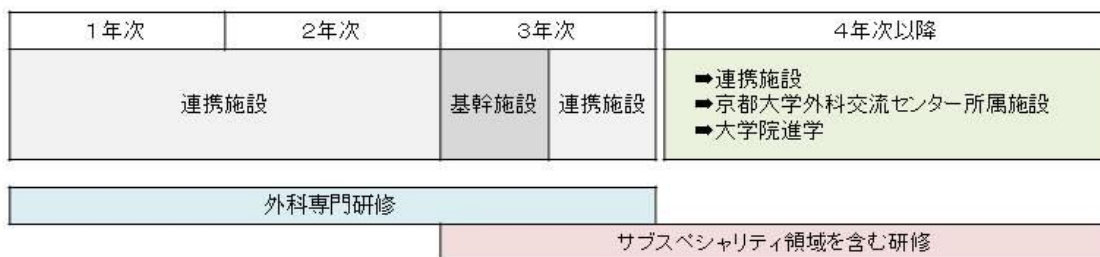 1年次 2年次 3年次 4年次以降
連携施設 基幹施設 連携施設
➡連携施設
➡京都大学外科交流センター所属施設
➡大学院進学
外科専門研修
サブスペシャリティ領域を含む研修